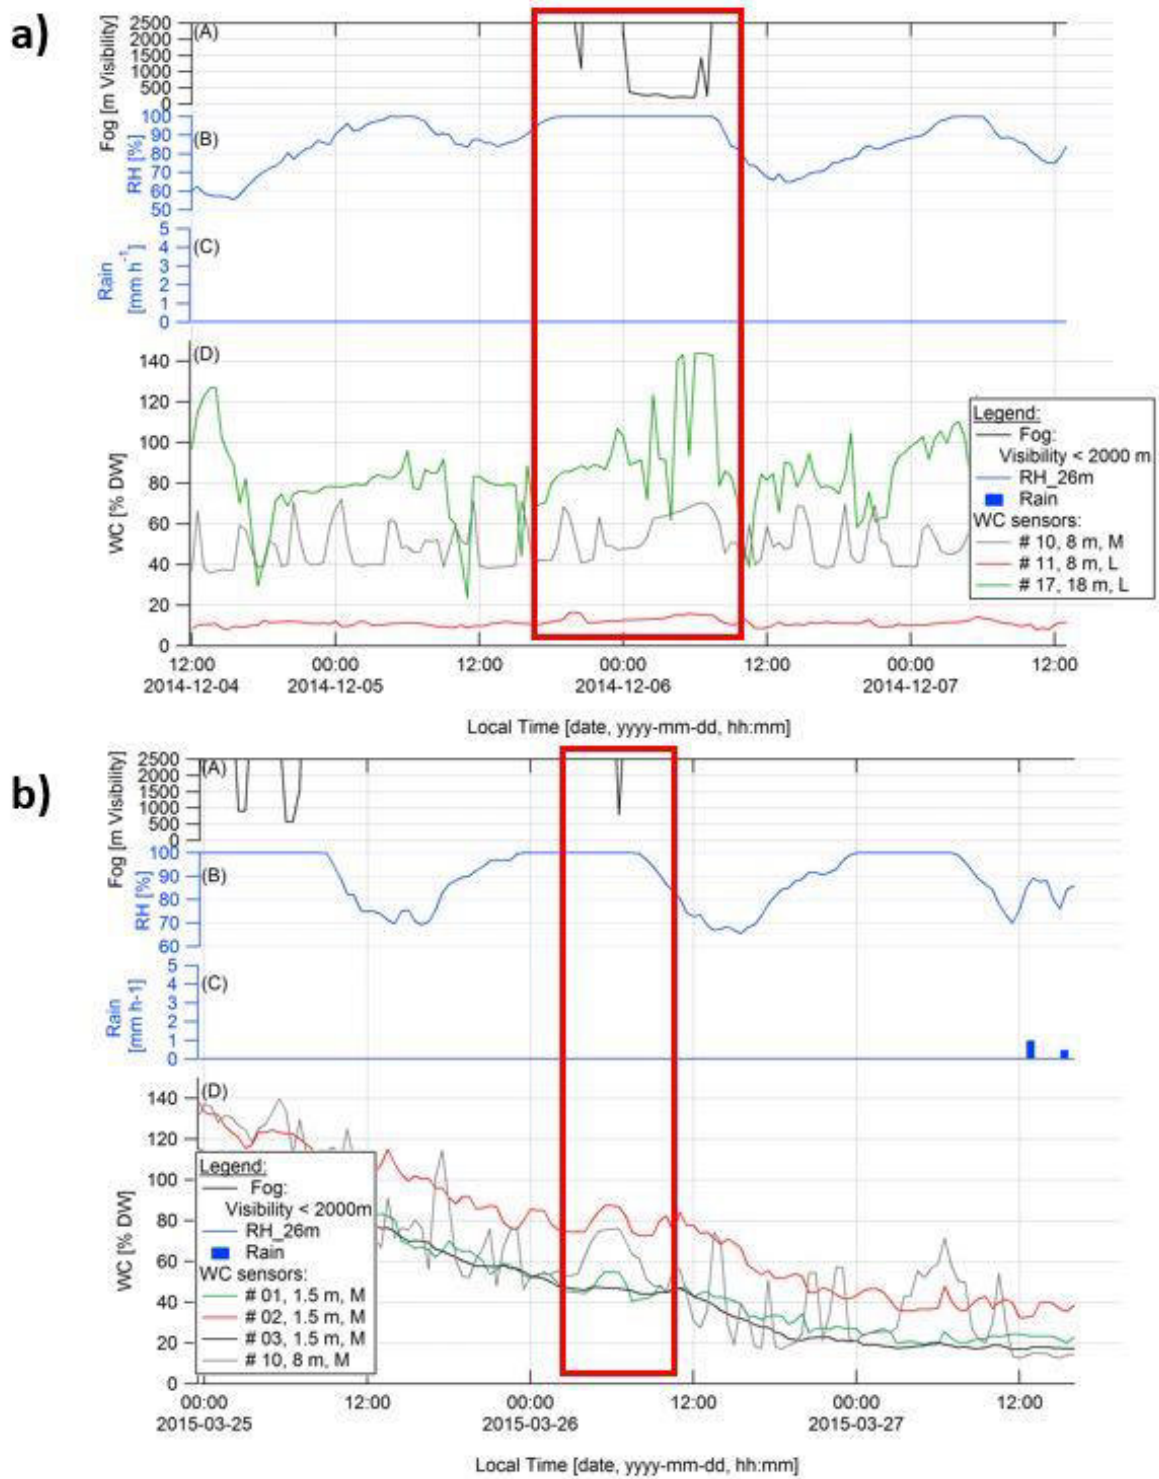 a)
Fog [m Visibility]
2500
2000
1500
1000
500
0
(A)
RH [%]
100
90
80
70
60
50
(B)
Rain
[mm h-1]
5
4
3
2
1
0
(C)
WC [% DW]
140
120
100
80
60
40
20
0
(D)
Legend:
Fog:
Visibility < 2000 m
RH_26m
Rain
WC sensors:
# 10, 8 m, M
# 11, 8 m, L
# 17, 18 m, L
12:00 00:00 12:00 00:00 12:00 00:00 12:00
2014-12-04 2014-12-05 2014-12-06 2014-12-07
Local Time [date, yyyy-mm-dd, hh:mm]
b)
Fog [m Visibility]
2500
2000
1500
1000
500
0
(A)
RH [%]
100
90
80
70
60
(B)
Rain
[mm h-1]
5
4
3
2
1
0
(C)
WC [% DW]
140
120
100
80
60
40
20
0
(D)
Legend:
Fog:
Visibility < 2000m
RH_26m
Rain
WC sensors:
# 01, 1.5 m, M
# 02, 1.5 m, M
# 03, 1.5 m, M
# 10, 8 m, M
00:00 12:00 00:00 12:00 00:00 12:00
2015-03-25 2015-03-26 2015-03-27
Local Time [date, yyyy-mm-dd, hh:mm]